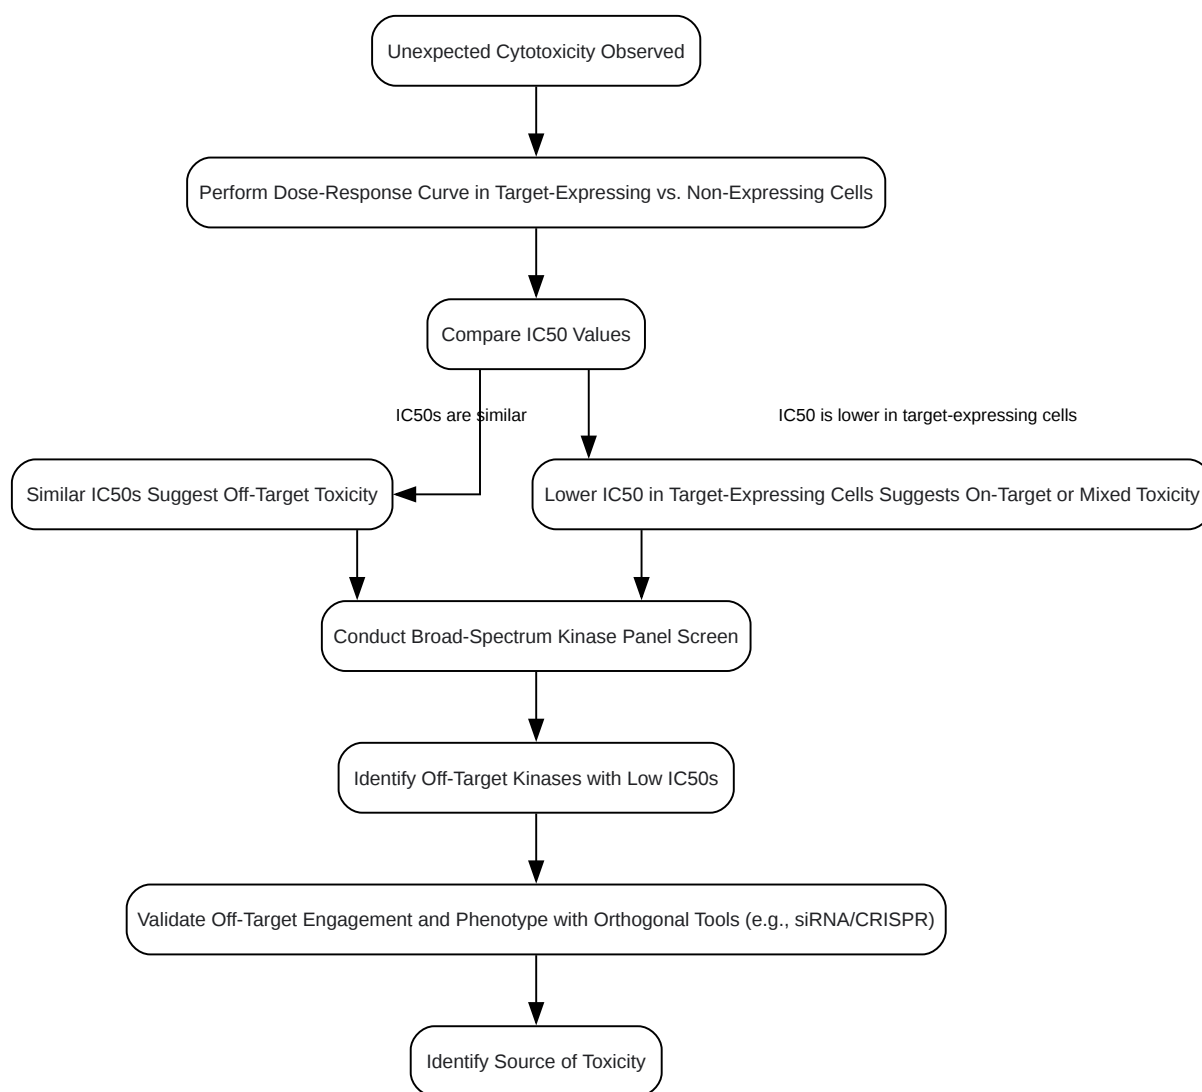 Unexpected Cytotoxicity Observed
Perform Dose-Response Curve in Target-Expressing vs. Non-Expressing Cells
Compare IC50 Values
IC50s are similar
IC50 is lower in target-expressing cells
Similar IC50s Suggest Off-Target Toxicity
Lower IC50 in Target-Expressing Cells Suggests On-Target or Mixed Toxicity
Conduct Broad-Spectrum Kinase Panel Screen
Identify Off-Target Kinases with Low IC50s
Validate Off-Target Engagement and Phenotype with Orthogonal Tools (e.g., siRNA/CRISPR)
Identify Source of Toxicity